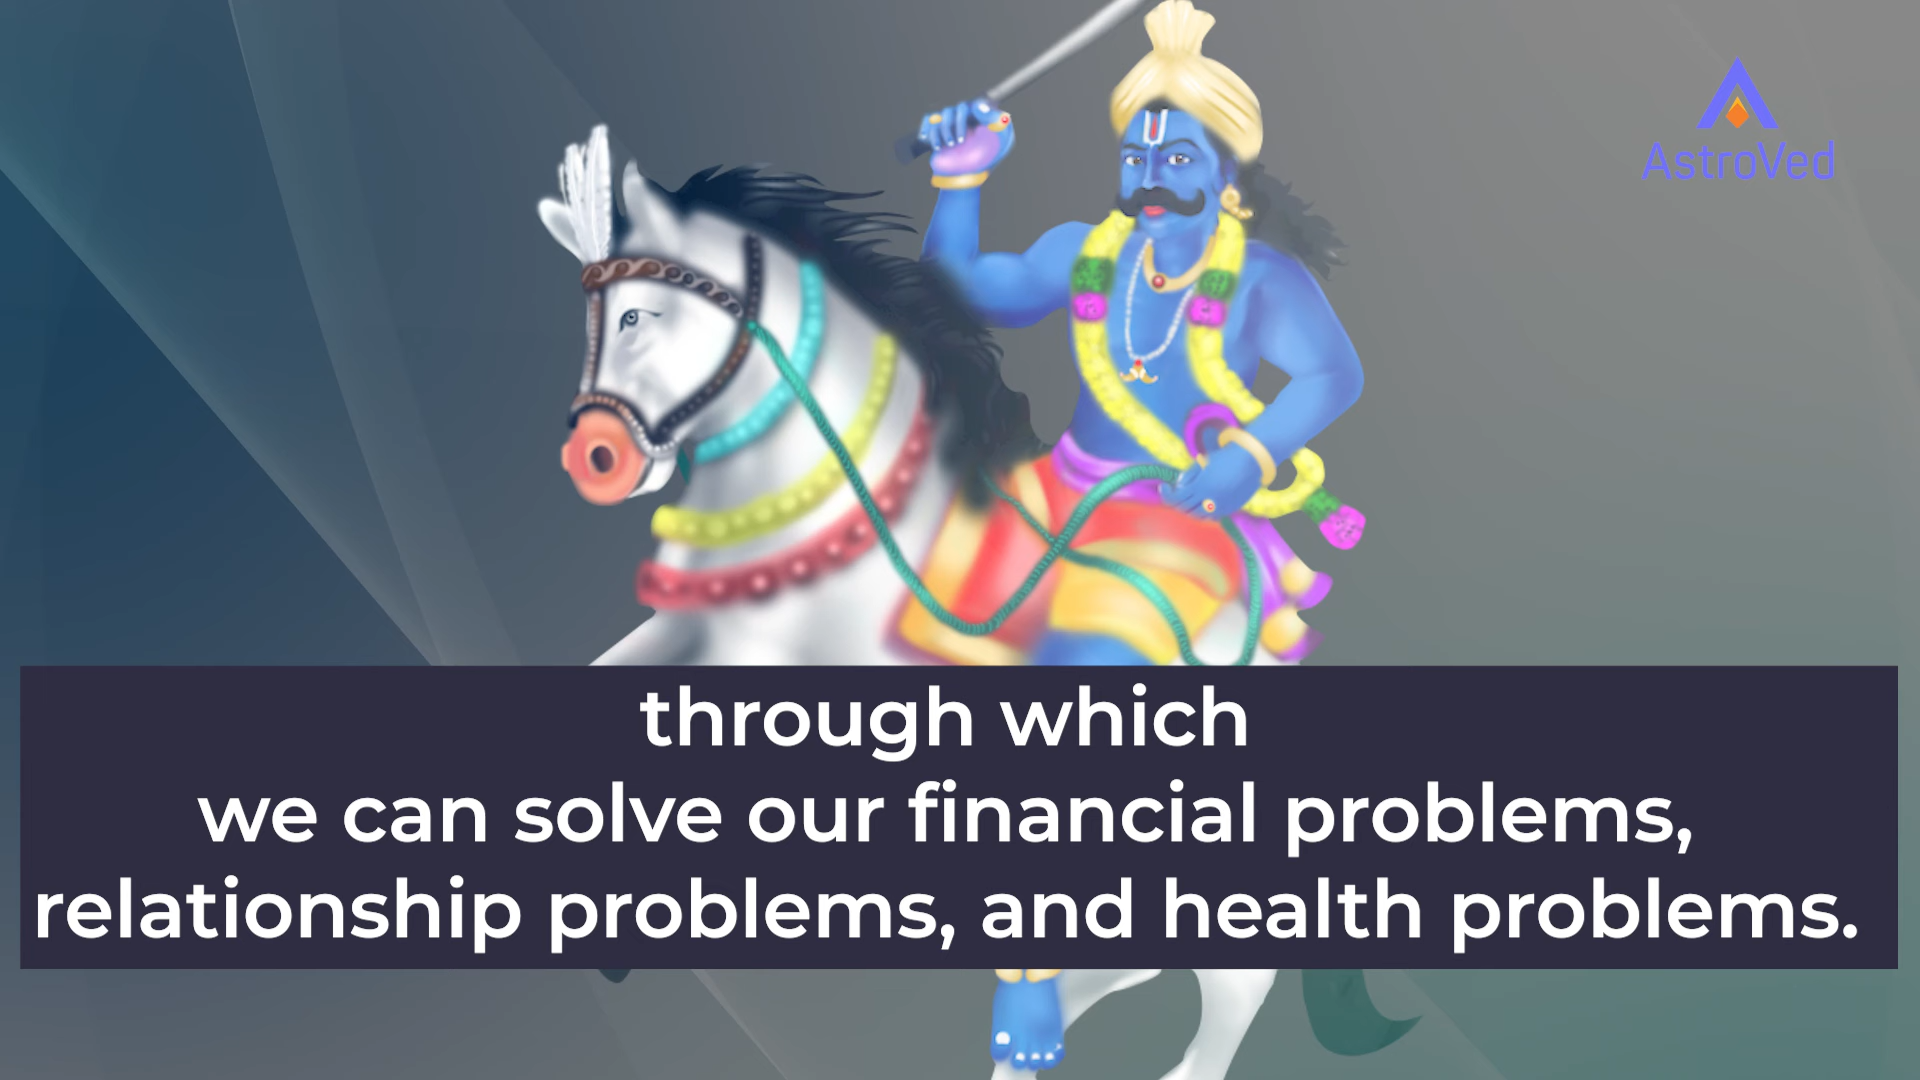 AstroVed
through which
we can solve our financial problems,
relationship problems, and health problems.